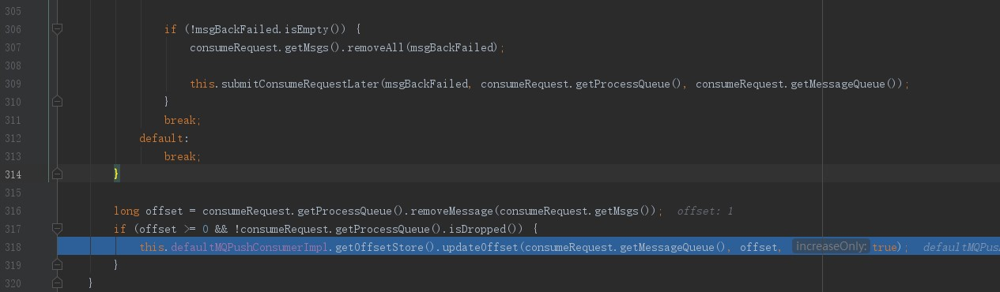 305
306 if (!msgBackFailed.isEmpty()) {
307 consumeRequest.getMsgs().removeAll(msgBackFailed);
308
309 this.submitConsumeRequestLater(msgBackFailed, consumeRequest.getProcessQueue(), consumeRequest.getMessageQueue());
310 }
311 break;
312 default:
313 break;
314 }
315
316 long offset = consumeRequest.getProcessQueue().removeMessage(consumeRequest.getMsgs()); offset: 1
317 if (offset >= 0 && !consumeRequest.getProcessQueue().isDropped()) {
318 this.defaultMQPushConsumerImpl.getOffsetStore().updateOffset(consumeRequest.getMessageQueue(), offset, increaseOnly: true); defaultMQPus
319 }
320 }